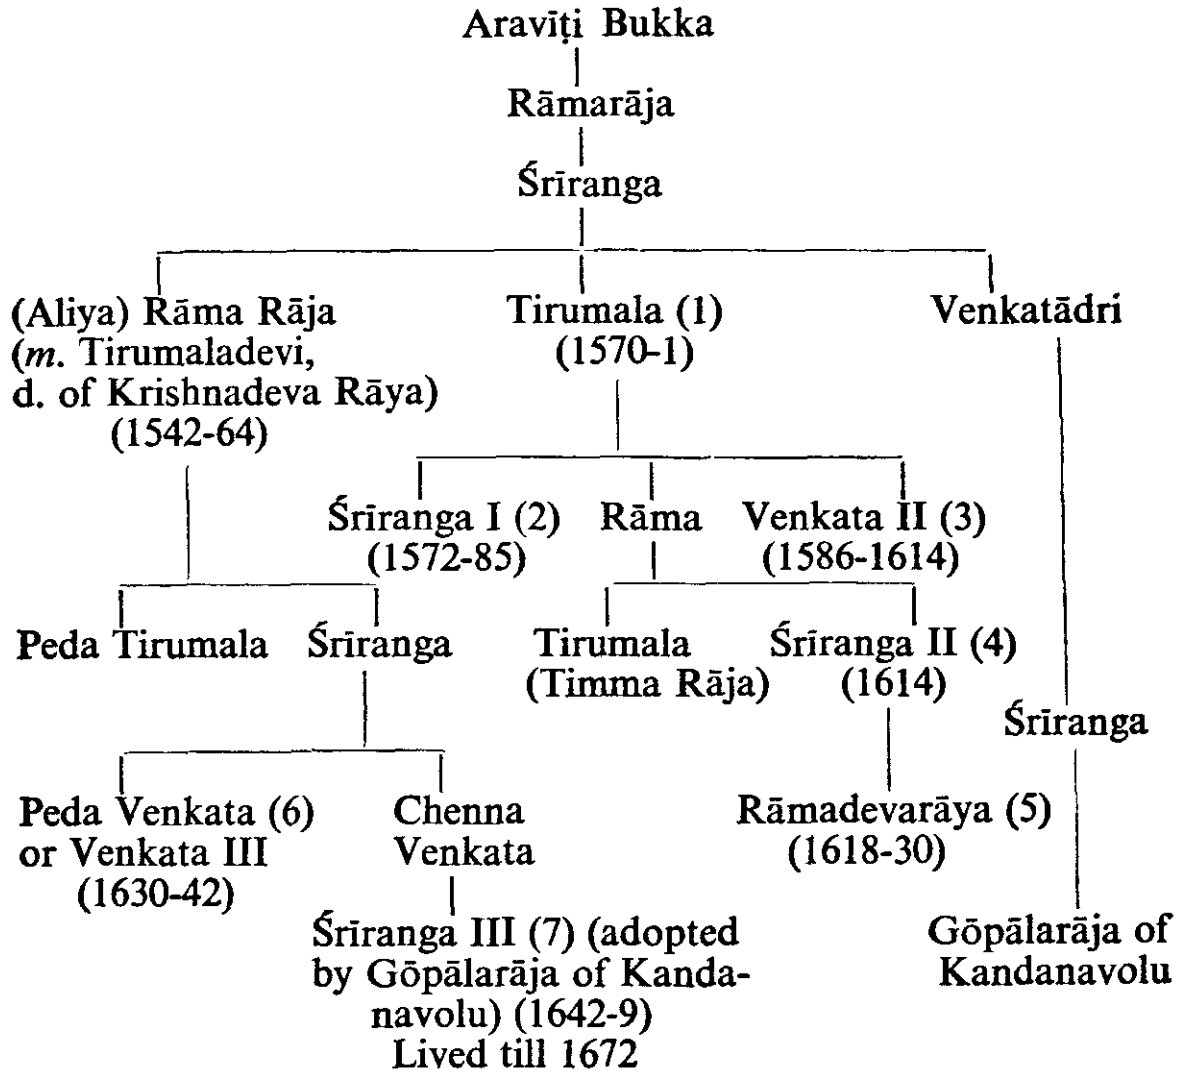 Aravīṭi Bukka
Rāmarāja
Śrīranga
(Aliya) Rāma Rāja
(m. Tirumaladevi,
d. of Krishnadeva Rāya)
(1542-64)
Tirumala (1)
(1570-1)
Venkatādri
Śrīranga I (2)
(1572-85)
Rāma
Venkata II (3)
(1586-1614)
Peda Tirumala
Śrīranga
Tirumala
(Timma Rāja)
Śrīranga II (4)
(1614)
Śrīranga
Peda Venkata (6)
or Venkata III
(1630-42)
Chenna
Venkata
Rāmadevarāya (5)
(1618-30)
Śrīranga III (7) (adopted
by Gōpālarāja of Kanda-
navolu) (1642-9)
Lived till 1672
Gōpālarāja of
Kandanavolu